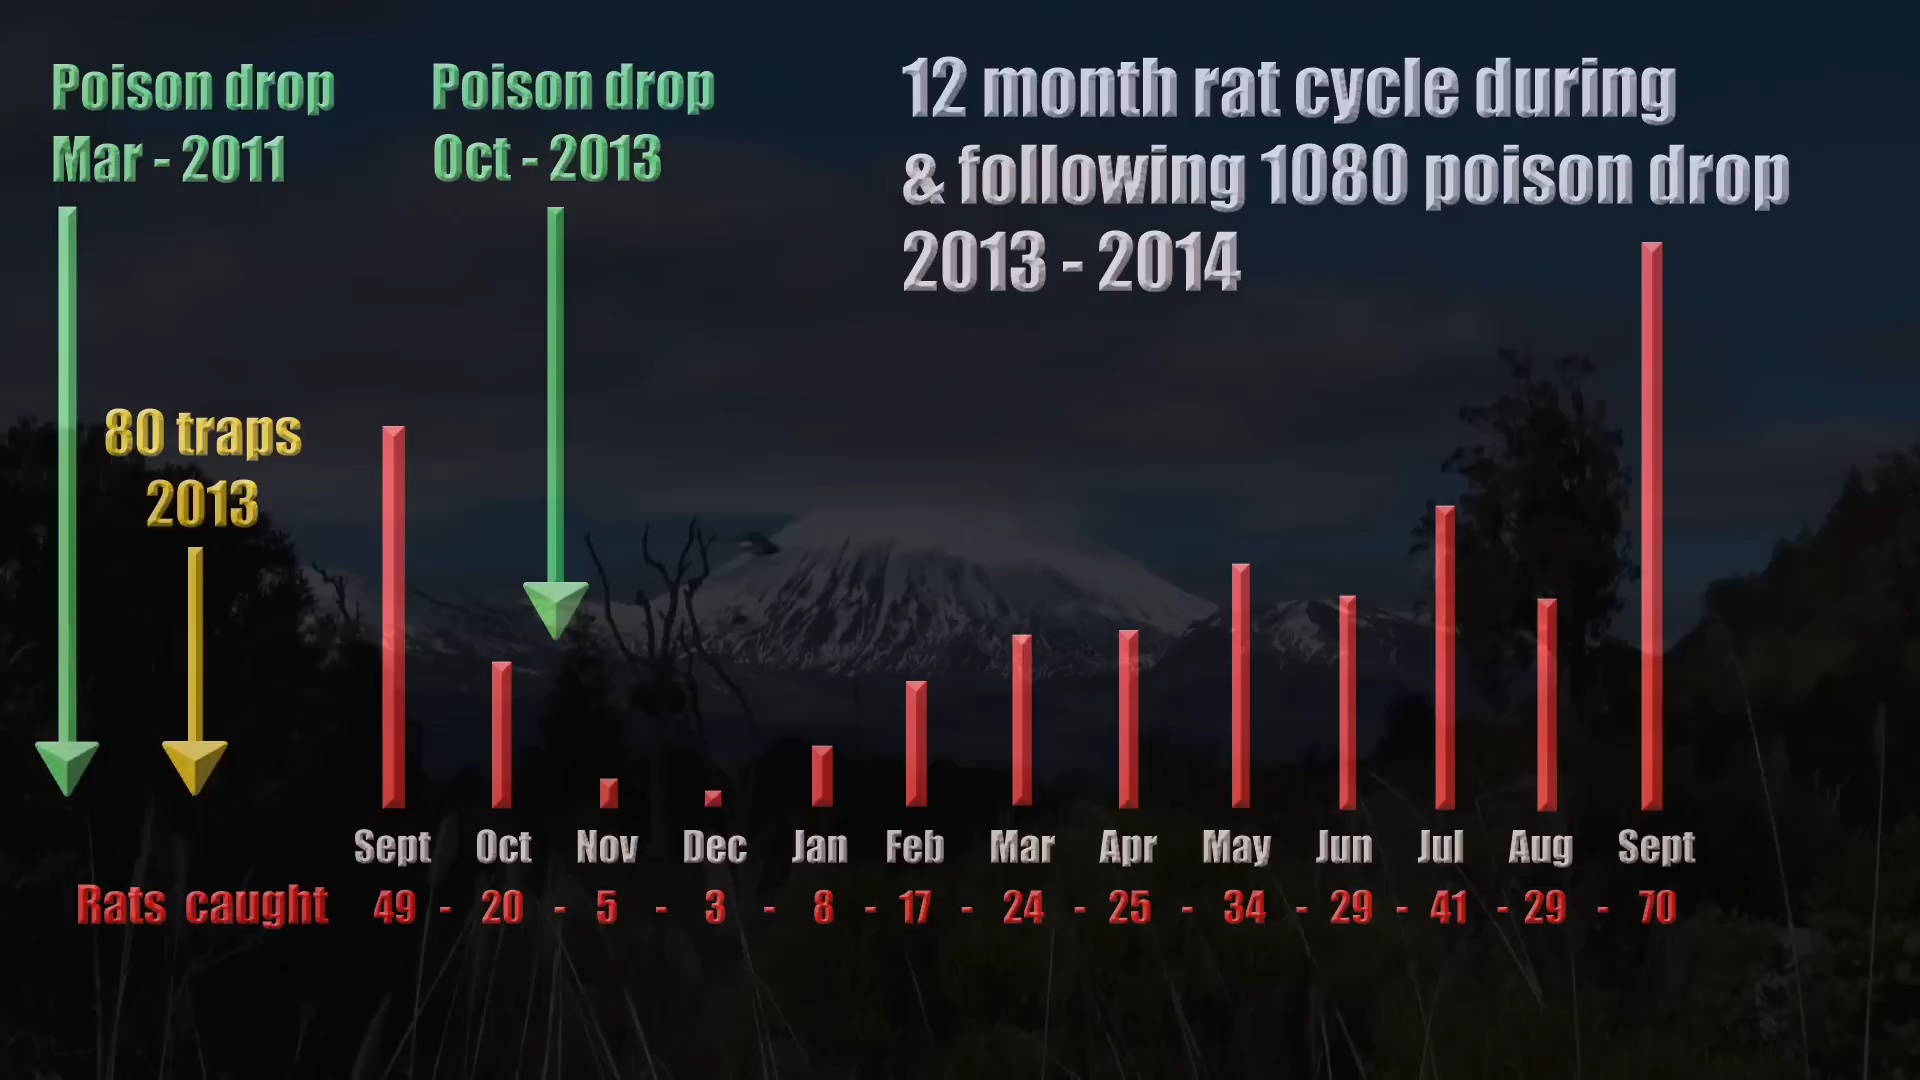 Poison drop
Mar - 2011
Poison drop
Oct - 2013
12 month rat cycle during
& following 1080 poison drop
2013 - 2014
80 traps
2013
Sept Oct Nov Dec Jan Feb Mar Apr May Jun Jul Aug Sept
Rats caught 49 - 20 - 5 - 3 - 8 - 17 - 24 - 25 - 34 - 29 - 41 - 29 - 70